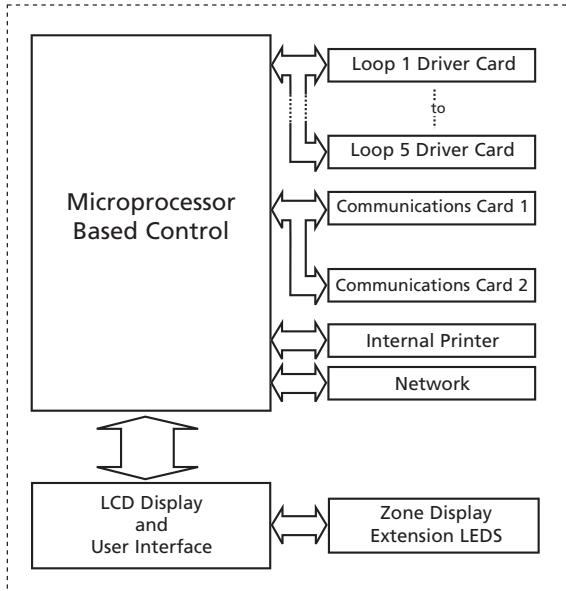 Microprocessor
Based Control
Loop 1 Driver Card
to
Loop 5 Driver Card
Communications Card 1
Communications Card 2
Internal Printer
Network
LCD Display
and
User Interface
Zone Display
Extension LEDS